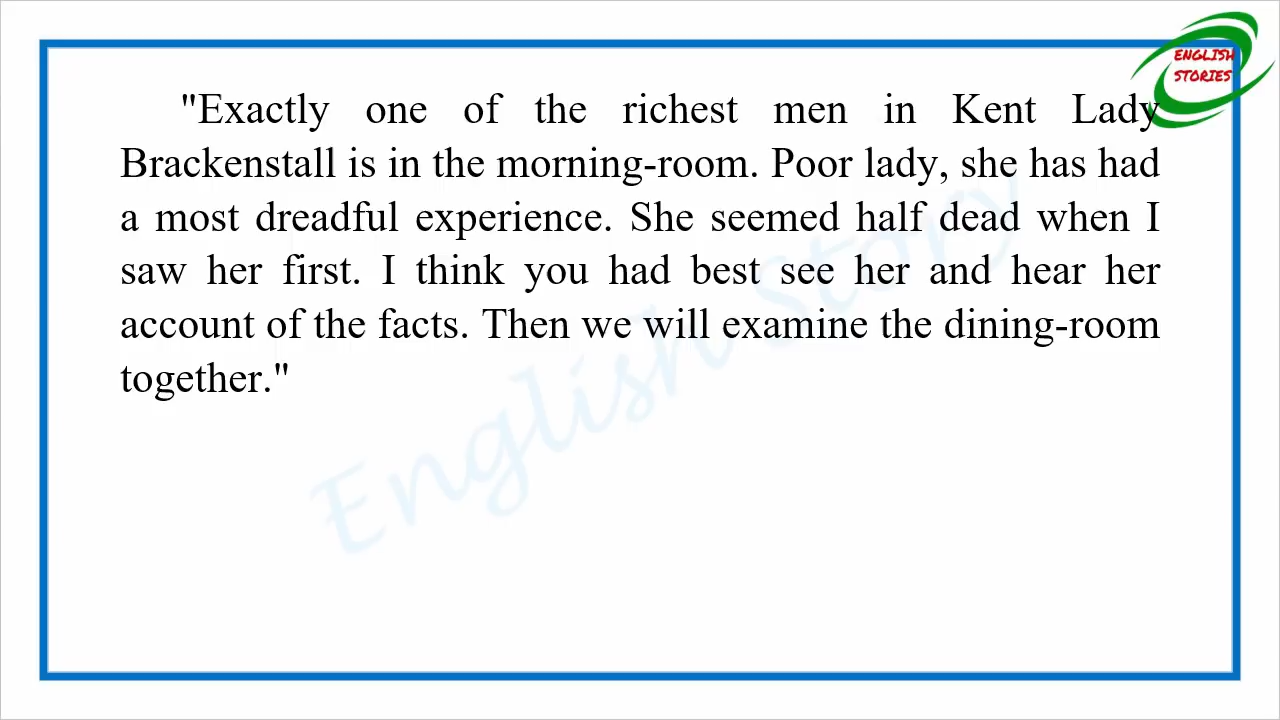 ENGLISH
STORIES
"Exactly one of the richest men in Kent Lady
Brackenstall is in the morning-room. Poor lady, she has had
a most dreadful experience. She seemed half dead when I
saw her first. I think you had best see her and hear her
account of the facts. Then we will examine the dining-room
together."
English Story